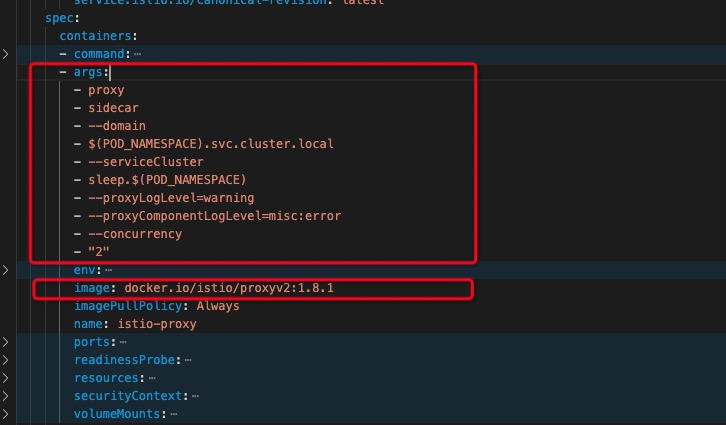 service.istio.io/canonical-revision: latest
spec:
containers:
- command:…
- args:
- proxy
- sidecar
- --domain
- $(POD_NAMESPACE).svc.cluster.local
- --serviceCluster
- sleep.$(POD_NAMESPACE)
- --proxyLogLevel=warning
- --proxyComponentLogLevel=misc:error
- --concurrency
- "2"
env:…
image: docker.io/istio/proxyv2:1.8.1
imagePullPolicy: Always
name: istio-proxy
ports:…
readinessProbe:…
resources:…
securityContext:…
volumeMounts:…